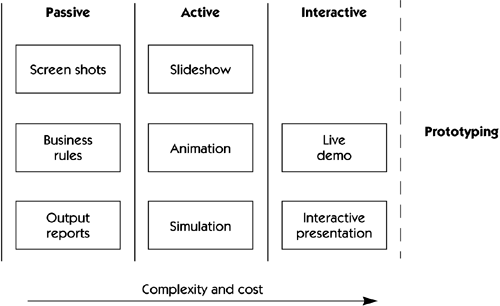 Passive
Active
Interactive
Screen shots
Slideshow
Business
rules
Animation
Live
demo
Prototyping
Output
reports
Simulation
Interactive
presentation
Complexity and cost